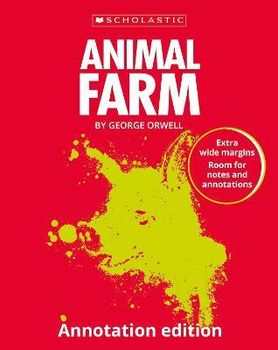 SCHOLASTIC
ANIMAL
FARM
BY GEORGE ORWELL
Extra
wide margins
Room for
notes and
annotations
Annotation edition